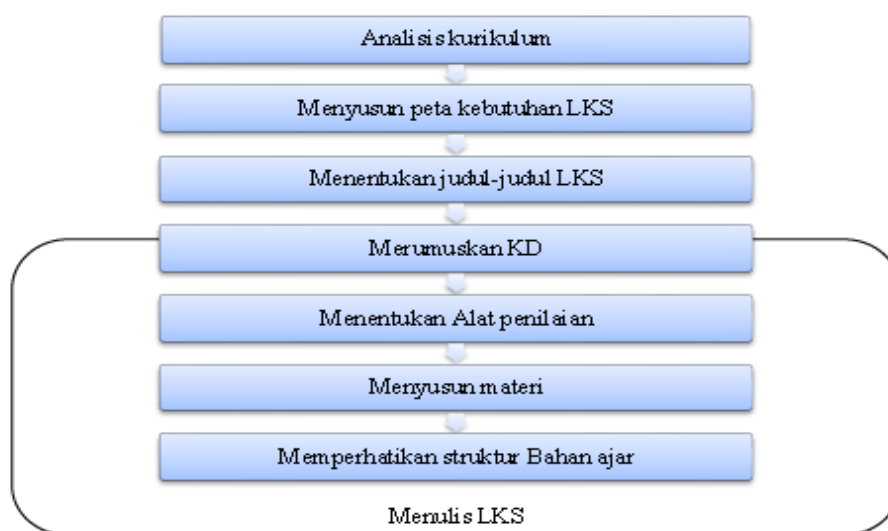 Analisis kurikulum
Menyusun peta kebutuhan LKS
Menentukan judul-judul LKS
Merumuskan KD
Menentukan Alat penilaian
Menyusun materi
Memperhatikan struktur Bahan ajar
Menulis LKS